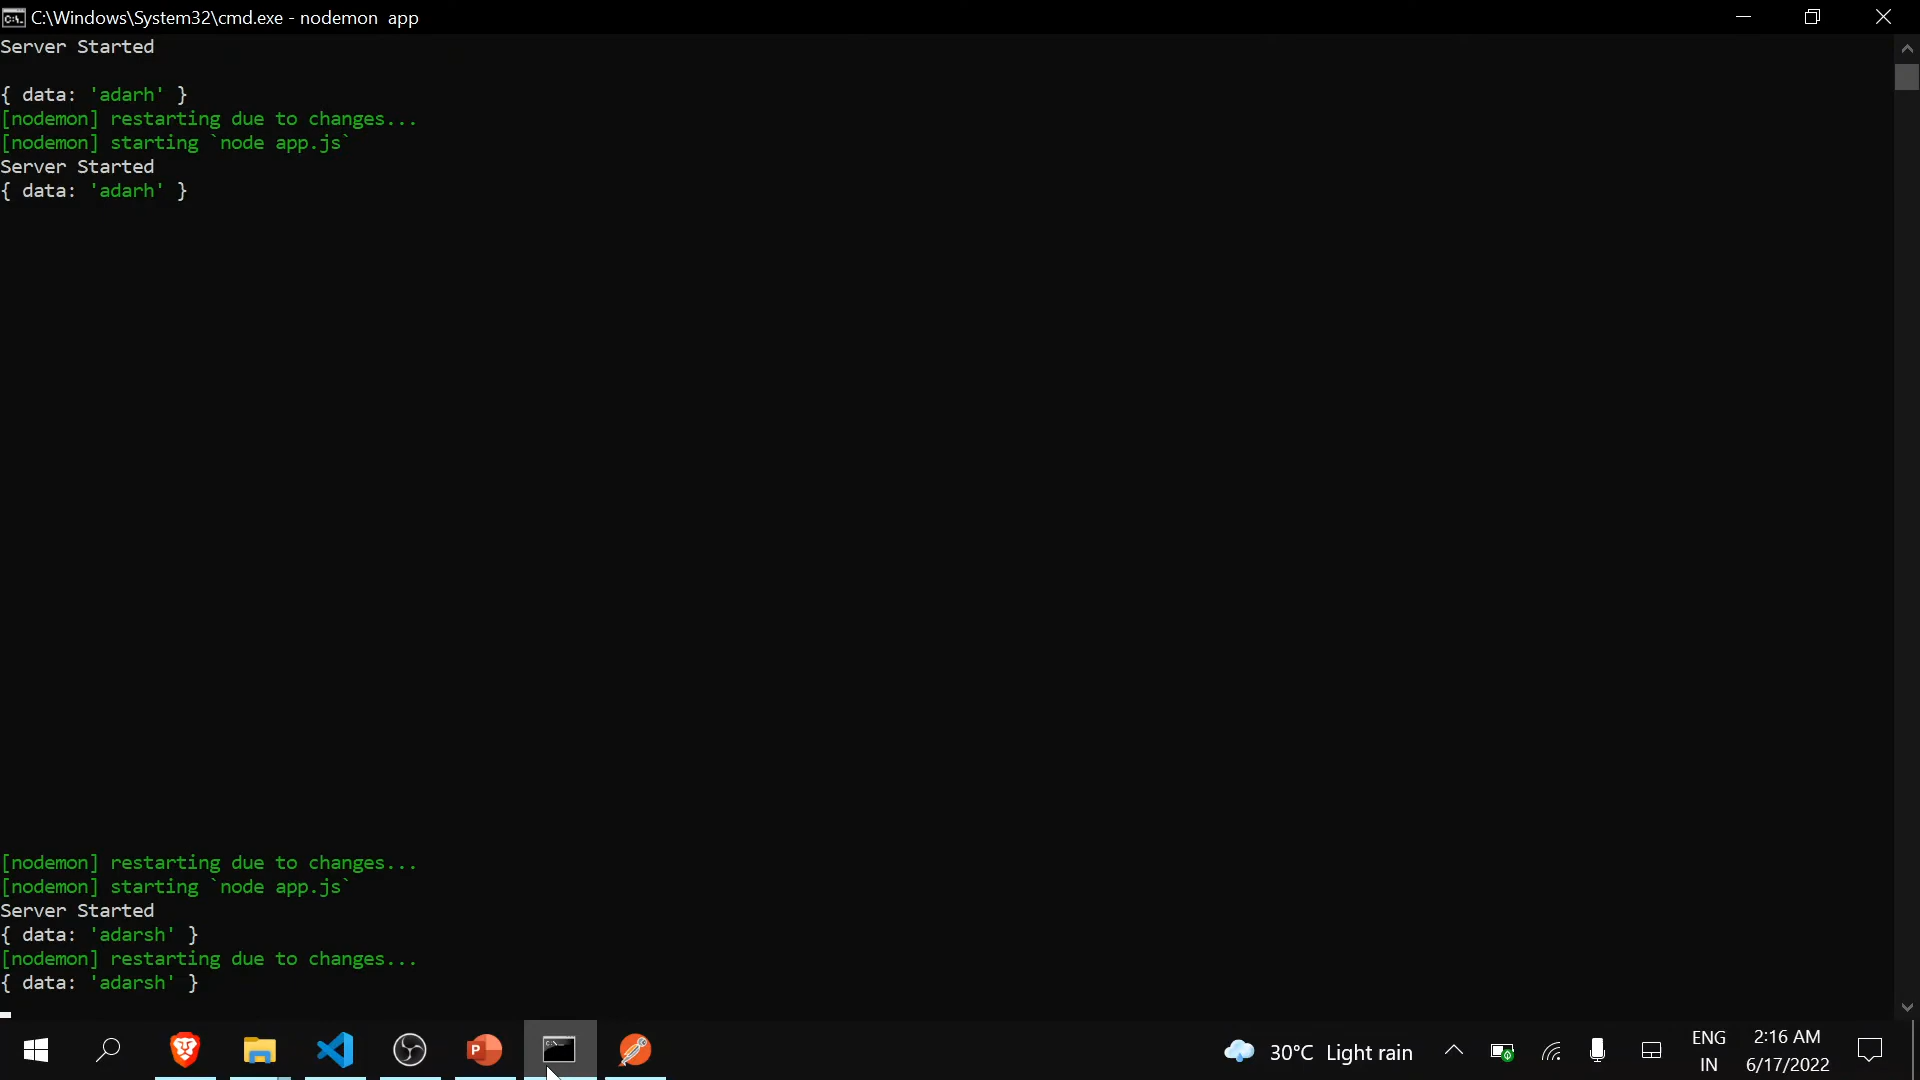 C:\Windows\System32\cmd.exe - nodemon  app
Server Started
{ data: 'adarh' }
[nodemon] restarting due to changes...
[nodemon] starting `node app.js`
Server Started
{ data: 'adarh' }
[nodemon] restarting due to changes...
[nodemon] starting `node app.js`
Server Started
{ data: 'adarsh' }
[nodemon] restarting due to changes...
{ data: 'adarsh' }
30°C Light rain
ENG
IN
2:16 AM
6/17/2022